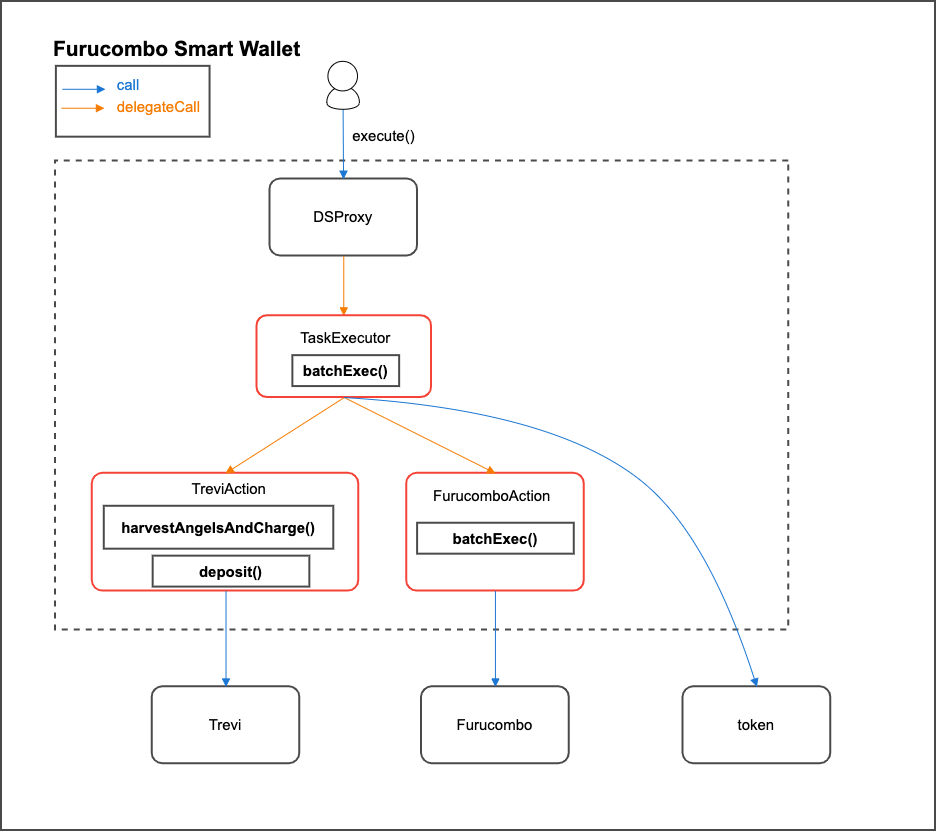 Furucombo Smart Wallet
call
delegateCall
execute()
DSProxy
TaskExecutor
batchExec()
TreviAction
harvestAngelsAndCharge()
deposit()
FurucomboAction
batchExec()
Trevi
Furucombo
token